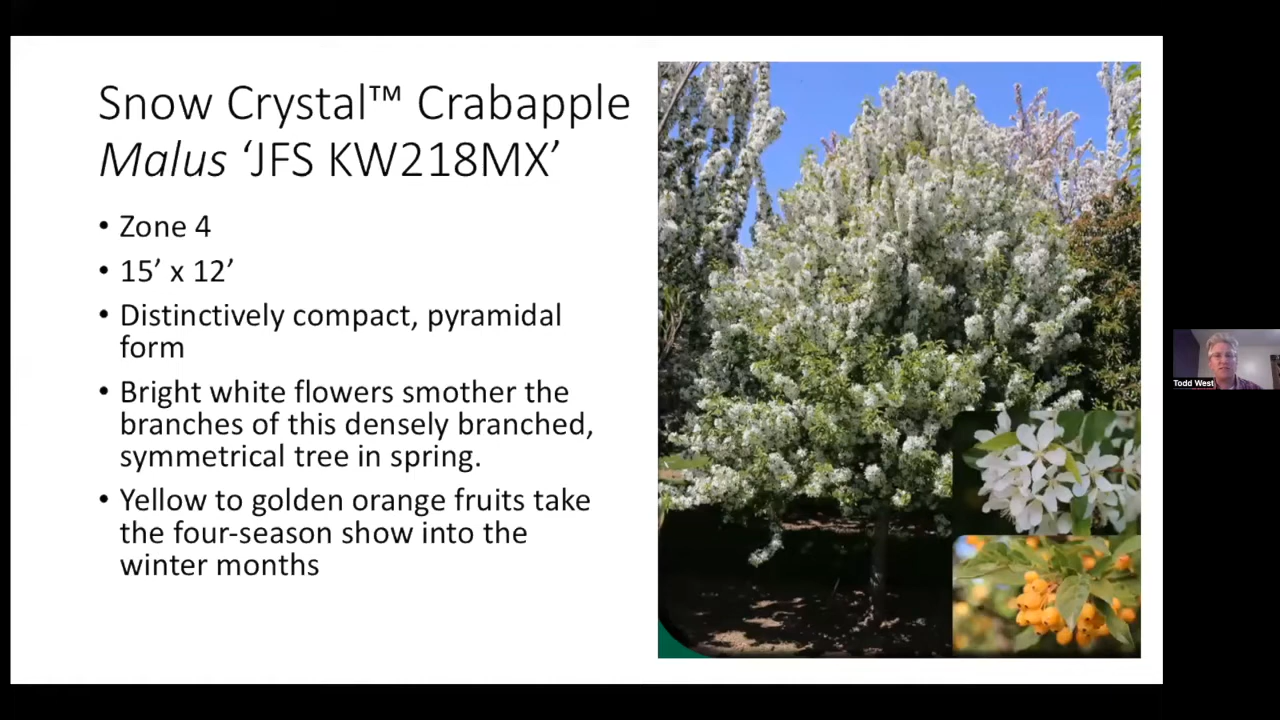 Snow Crystal™ Crabapple
Malus ‘JFS KW218MX’
• Zone 4
• 15’ x 12’
• Distinctively compact, pyramidal
form
• Bright white flowers smother the
branches of this densely branched,
symmetrical tree in spring.
• Yellow to golden orange fruits take
the four-season show into the
winter months
Todd West